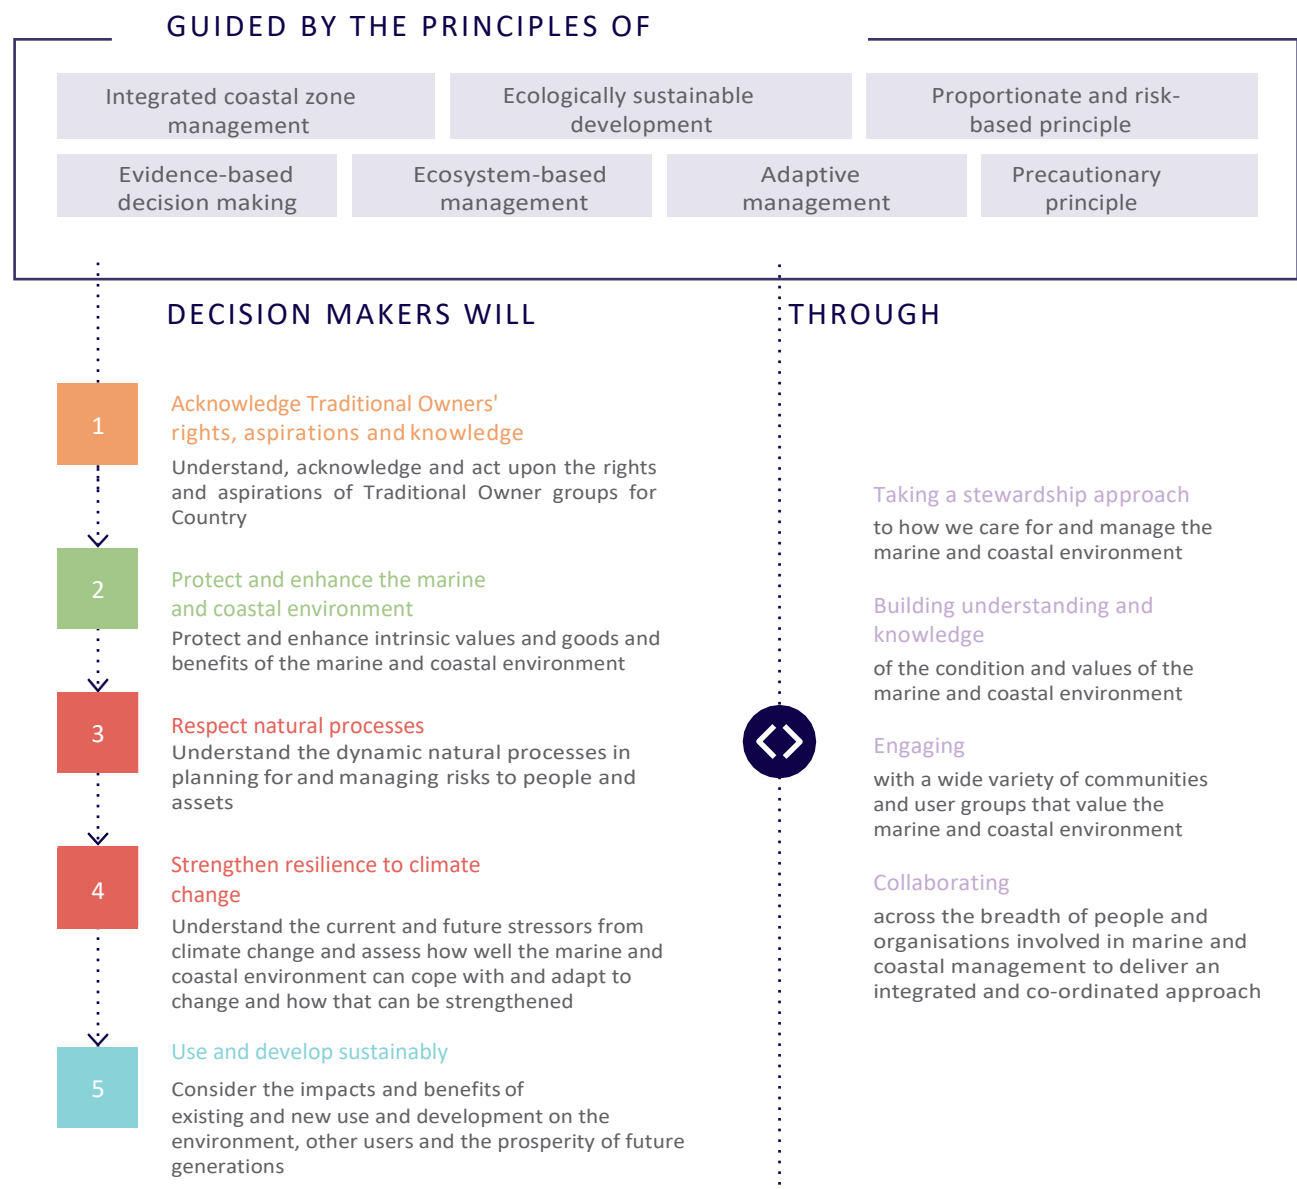 GUIDED BY THE PRINCIPLES OF
Integrated coastal zone
management
Ecologically sustainable
development
Proportionate and risk-
based principle
Evidence-based
decision making
Ecosystem-based
management
Adaptive
management
Precautionary
principle
DECISION MAKERS WILL
1
Acknowledge Traditional Owners'
rights, aspirations and knowledge
Understand, acknowledge and act upon the rights
and aspirations of Traditional Owner groups for
Country
2
Protect and enhance the marine
and coastal environment
Protect and enhance intrinsic values and goods and
benefits of the marine and coastal environment
3
Respect natural processes
Understand the dynamic natural processes in
planning for and managing risks to people and
assets
4
Strengthen resilience to climate
change
Understand the current and future stressors from
climate change and assess how well the marine and
coastal environment can cope with and adapt to
change and how that can be strengthened
5
Use and develop sustainably
Consider the impacts and benefits of
existing and new use and development on the
environment, other users and the prosperity of future
generations
THROUGH
Taking a stewardship approach
to how we care for and manage the
marine and coastal environment
Building understanding and
knowledge
of the condition and values of the
marine and coastal environment
Engaging
with a wide variety of communities
and user groups that value the
marine and coastal environment
Collaborating
across the breadth of people and
organisations involved in marine and
coastal management to deliver an
integrated and co-ordinated approach